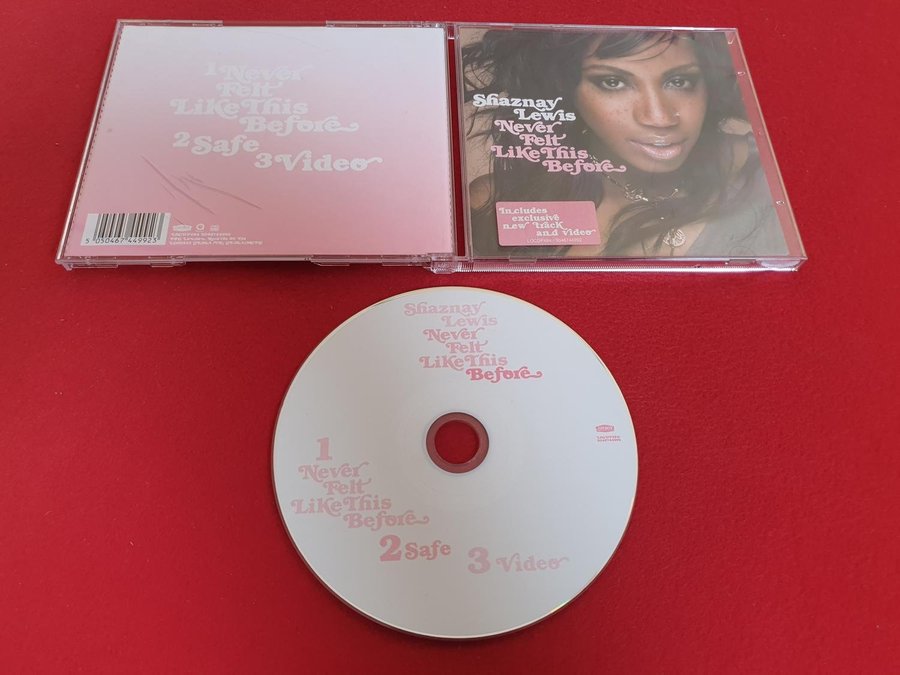 1 Never
Felt
Like This
Before
2 Safe
3 Video
5 050467 449923
Shaznay
Lewis
Never
Felt
Like This
Before
Includes
exclusive
new track
and video
Shaznay
Lewis
Never
Felt
Like This
Before
1
Never
Felt
Like This
Before
2 Safe
3 Video